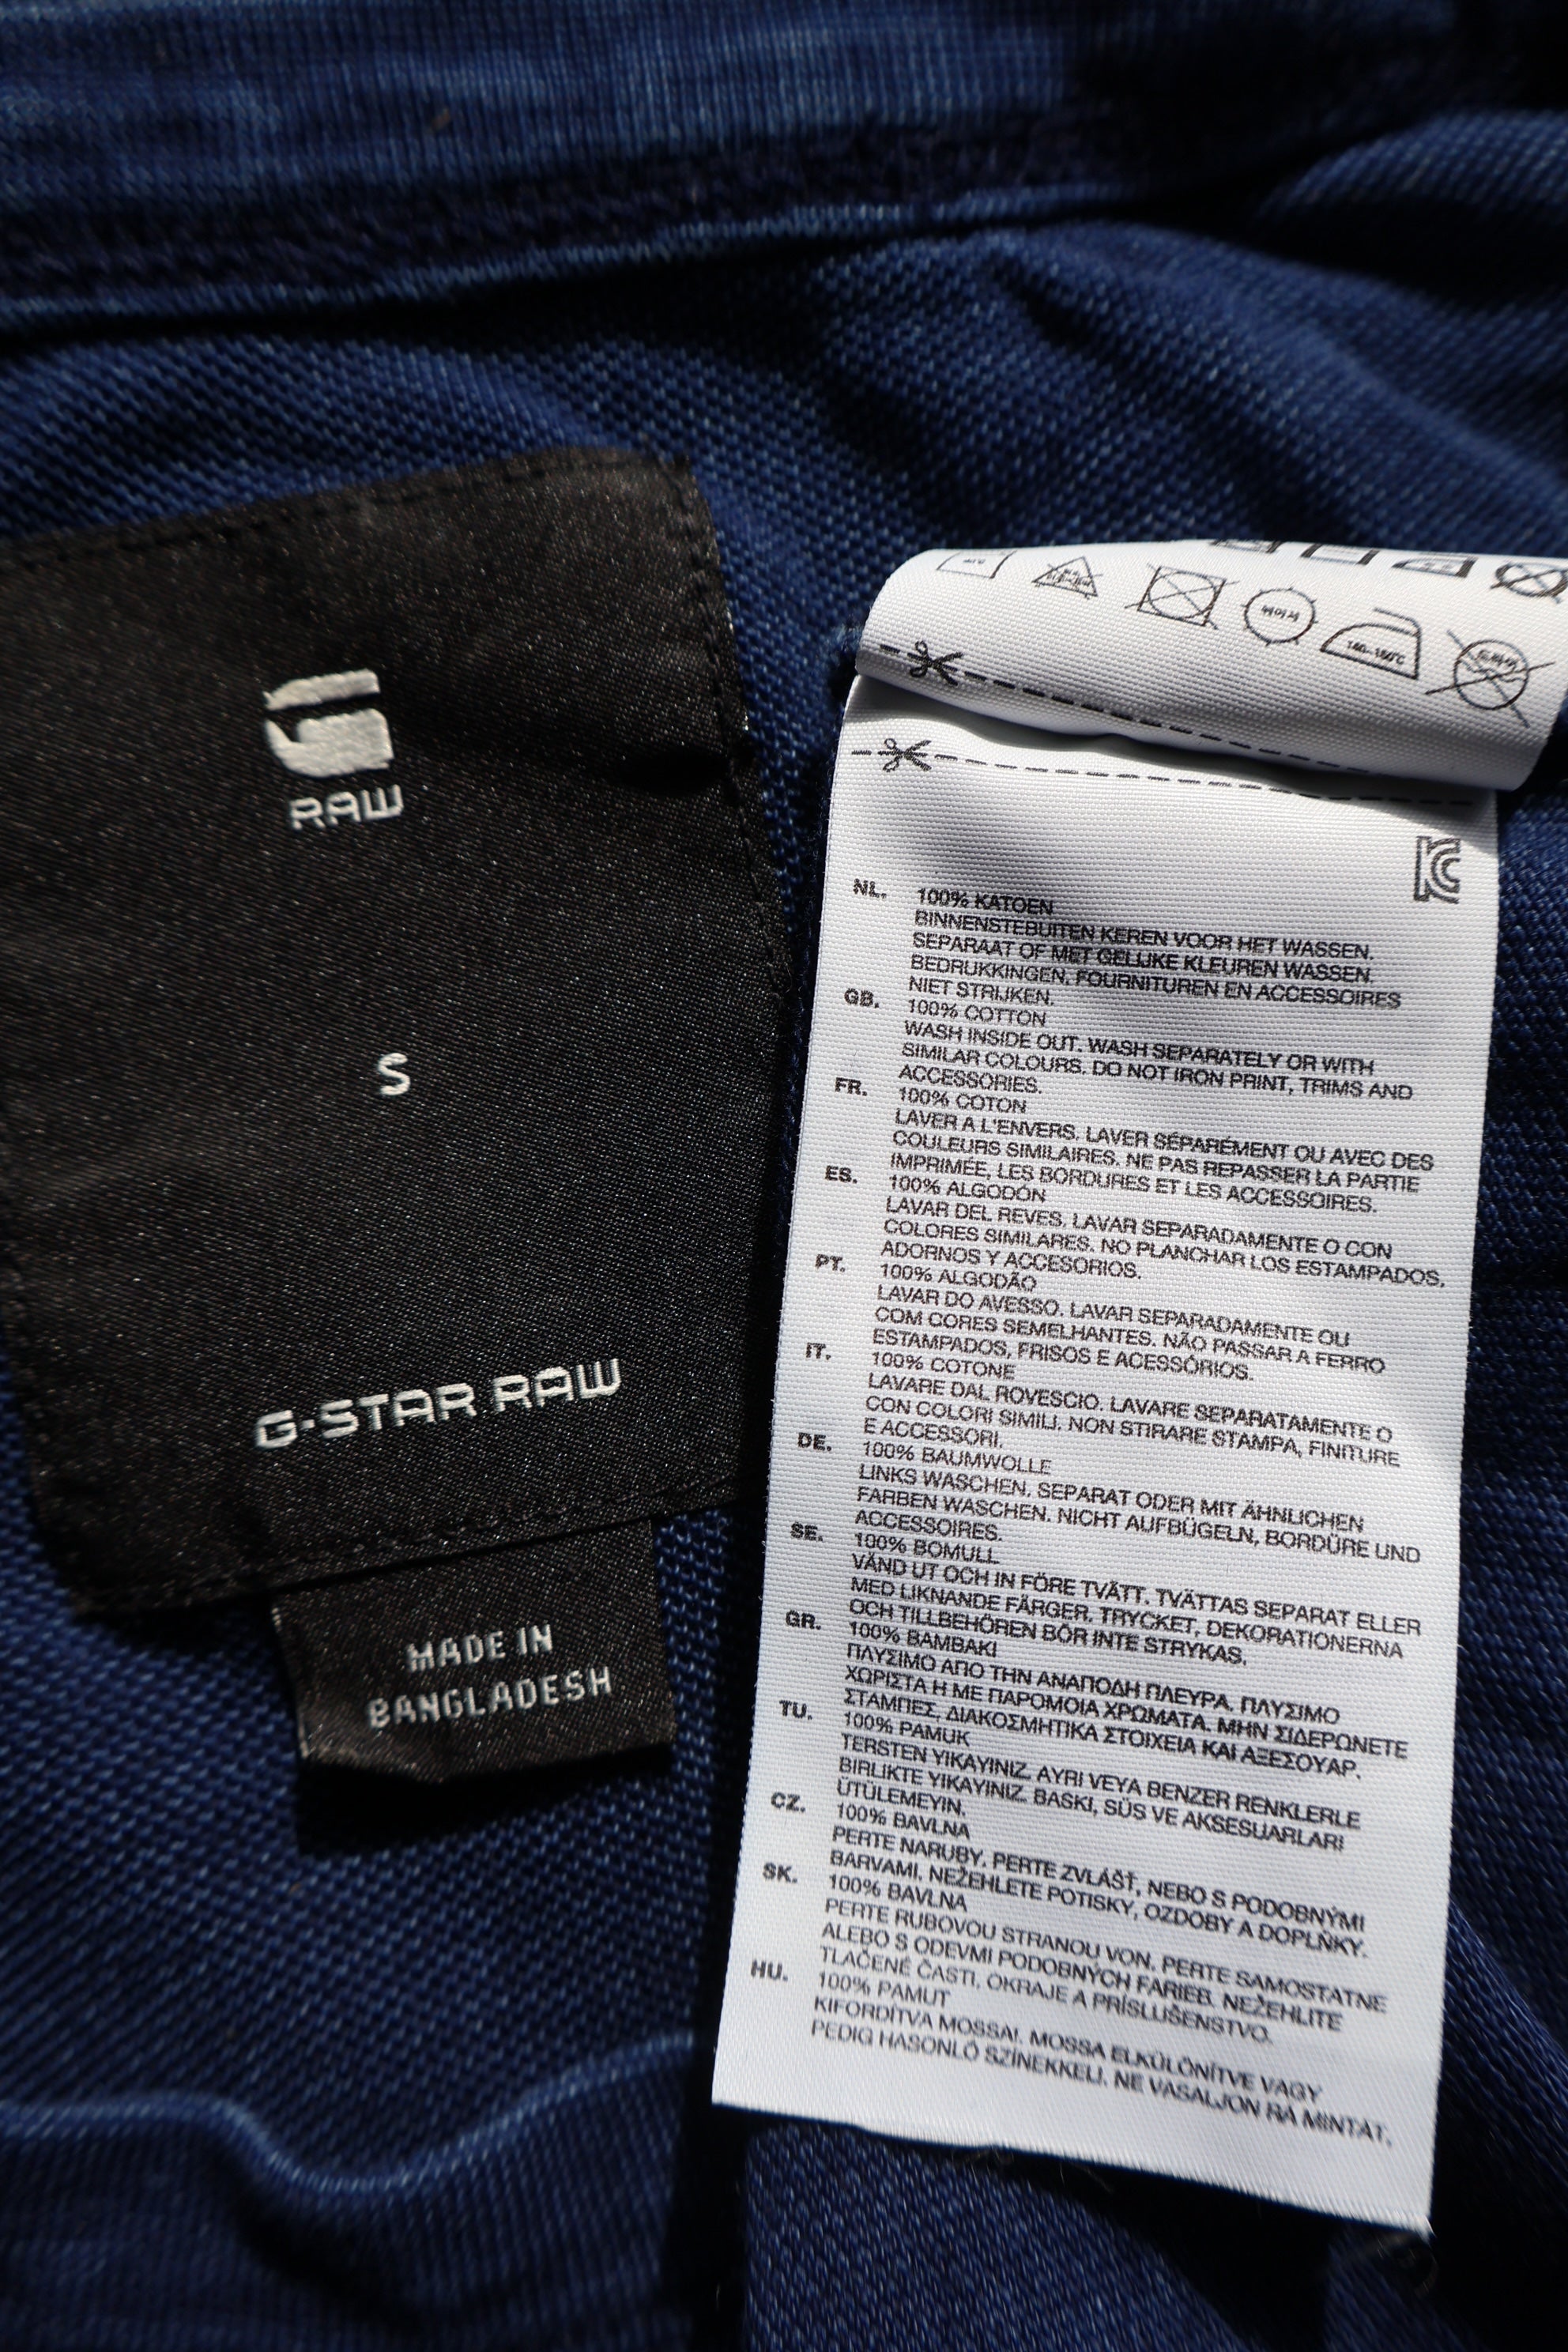 RAW
S
G-STAR RAW
MADE IN
BANGLADESH
140~160℃
NL. 100% KATOEN
BINNENSTEBUITEN KEREN VOOR HET WASSEN.
SEPARAAT OF MET GELIJKE KLEUREN WASSEN.
BEDRUKKINGEN, FOURNITUREN EN ACCESSOIRES
NIET STRIJKEN.
GB. 100% COTTON
WASH INSIDE OUT. WASH SEPARATELY OR WITH
SIMILAR COLOURS. DO NOT IRON PRINT, TRIMS AND
ACCESSORIES.
FR. 100% COTON
LAVER A L'ENVERS. LAVER SÉPARÉMENT OU AVEC DES
COULEURS SIMILAIRES. NE PAS REPASSER LA PARTIE
IMPRIMÉE, LES BORDURES ET LES ACCESSOIRES.
ES. 100% ALGODÓN
LAVAR DEL REVES. LAVAR SEPARADAMENTE O CON
COLORES SIMILARES. NO PLANCHAR LOS ESTAMPADOS,
ADORNOS Y ACCESORIOS.
PT. 100% ALGODÃO
LAVAR DO AVESSO. LAVAR SEPARADAMENTE OU
COM CORES SEMELHANTES. NÃO PASSAR A FERRO
ESTAMPADOS, FRISOS E ACESSÓRIOS.
IT. 100% COTONE
LAVARE DAL ROVESCIO. LAVARE SEPARATAMENTE O
CON COLORI SIMILI. NON STIRARE STAMPA, FINITURE
E ACCESSORI.
DE. 100% BAUMWOLLE
LINKS WASCHEN. SEPARAT ODER MIT ÄHNLICHEN
FARBEN WASCHEN. NICHT AUFBÜGELN, BORDÜRE UND
ACCESSOIRES.
SE. 100% BOMULL
VÄND UT OCH IN FÖRE TVÄTT. TVÄTTAS SEPARAT ELLER
MED LIKNANDE FÄRGER. TRYCKET, DEKORATIONERNA
OCH TILLBEHÖREN BÖR INTE STRYKAS.
GR. 100% BAMBAKI
ΠΛΥΣΙΜΟ ΑΠΟ ΤΗΝ ΑΝΑΠΟΔΗ ΠΛΕΥΡΑ. ΠΛΥΣΙΜΟ
ΧΩΡΙΣΤΑ Η ΜΕ ΠΑΡΟΜΟΙΑ ΧΡΩΜΑΤΑ. ΜΗΝ ΣΙΔΕΡΩΝΕΤΕ
ΣΤΑΜΠΕΣ, ΔΙΑΚΟΣΜΗΤΙΚΑ ΣΤΟΙΧΕΙΑ ΚΑΙ ΑΞΕΣΟΥΑΡ.
TU. 100% PAMUK
TERSTEN YIKAYINIZ. AYRI VEYA BENZER RENKLERLE
BIRLIKTE YIKAYINIZ. BASKI, SÜS VE AKSESUARLARI
ÜTÜLEMEYIN.
CZ. 100% BAVLNA
PERTE NARUBY. PERTE ZVLÁŠŤ, NEBO S PODOBNÝMI
BARVAMI. NEŽEHLETE POTISKY, OZDOBY A DOPLŇKY.
SK. 100% BAVLNA
PERTE RUBOVOU STRANOU VON. PERTE SAMOSTATNE
ALEBO S ODEVMI PODOBNÝCH FARIEB. NEŽEHLITE
TLAČENÉ ČASTI, OKRAJE A PRÍSLUŠENSTVO.
HU. 100% PAMUT
KIFORDÍTVA MOSSA!. MOSSA ELKÜLÖNÍTVE VAGY
PEDIG HASONLÓ SZÍNEKKEL!. NE VASALJON RÁ MINTÁT,